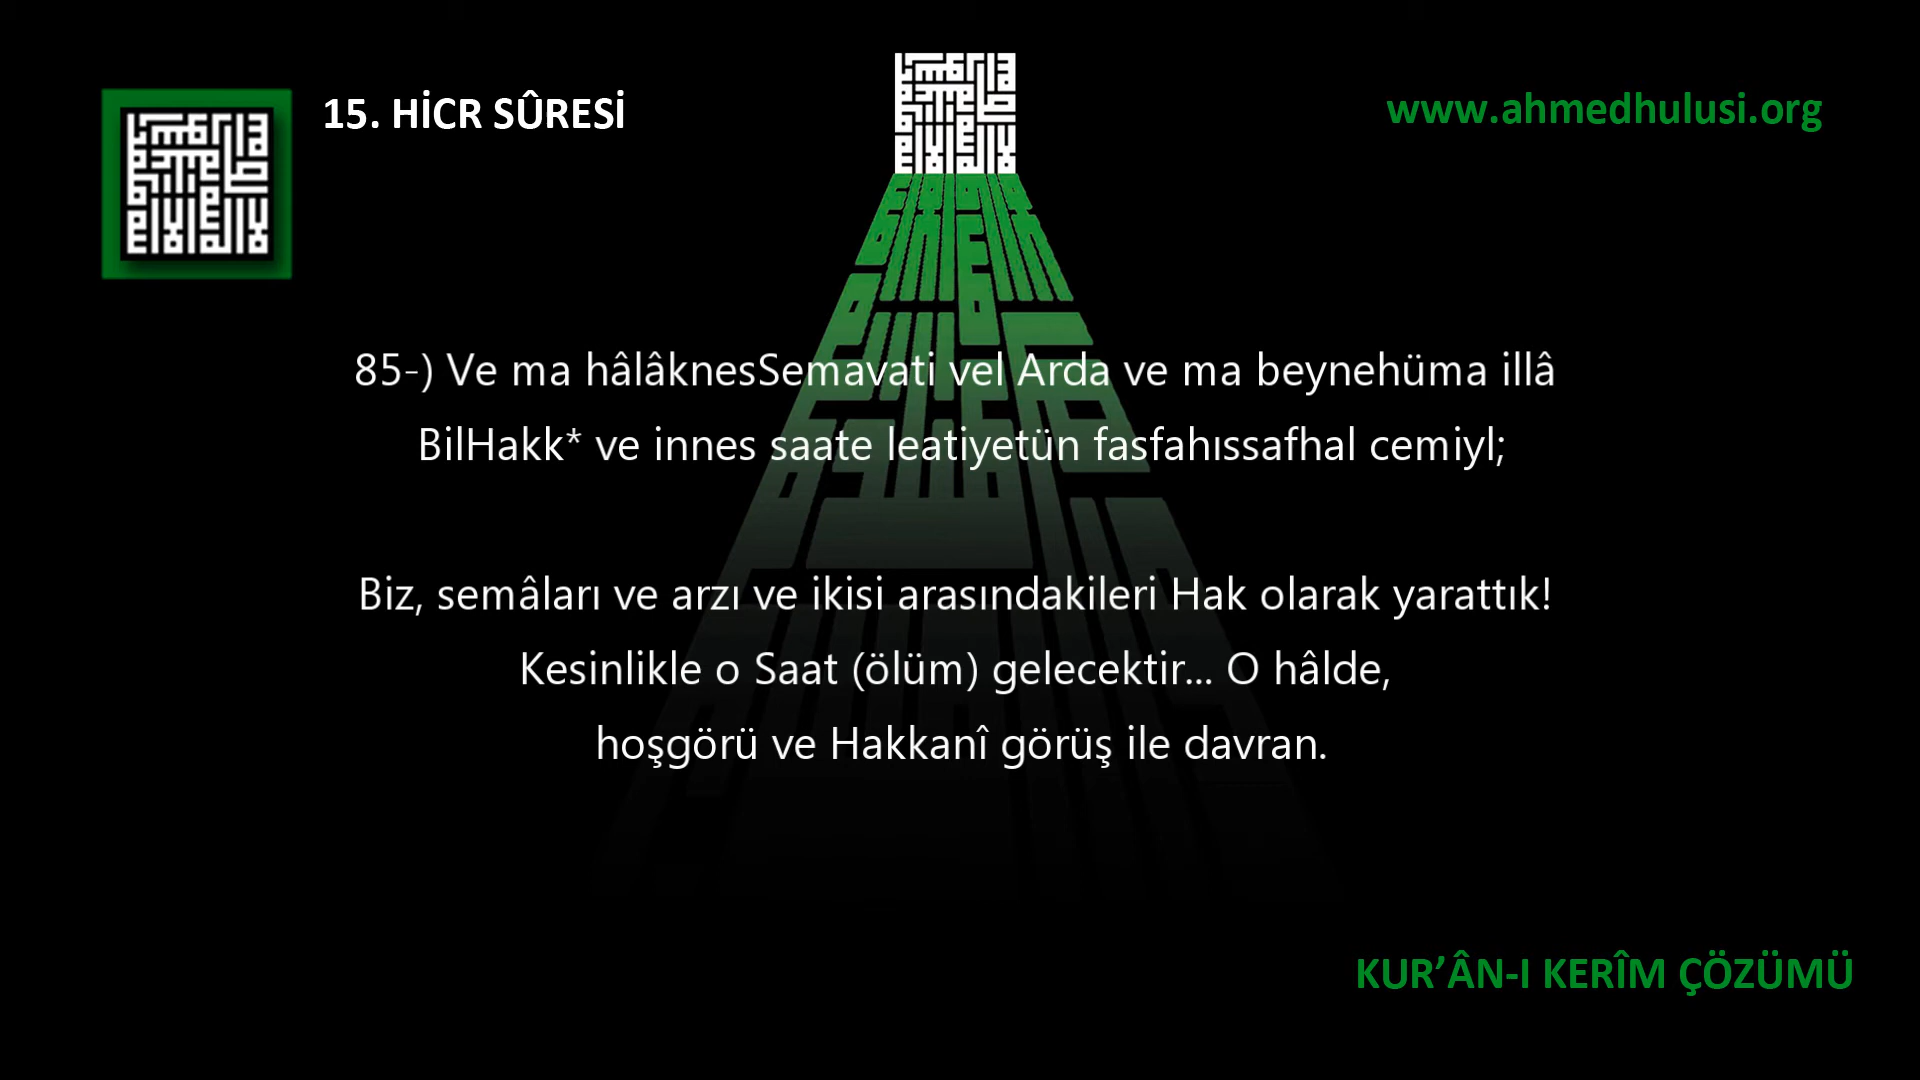 15. HİCR SÛRESİ
www.ahmedhulusi.org
85-) Ve ma hâlâknesSemavati vel Arda ve ma beynehüma illâ
BilHakk* ve innes saate leatiyetün fasfahıssafhal cemiyl;
Biz, semâları ve arzı ve ikisi arasındakileri Hak olarak yarattık!
Kesinlikle o Saat (ölüm) gelecektir... O hâlde,
hoşgörü ve Hakkanî görüş ile davran.
KUR’ÂN-I KERÎM ÇÖZÜMÜ